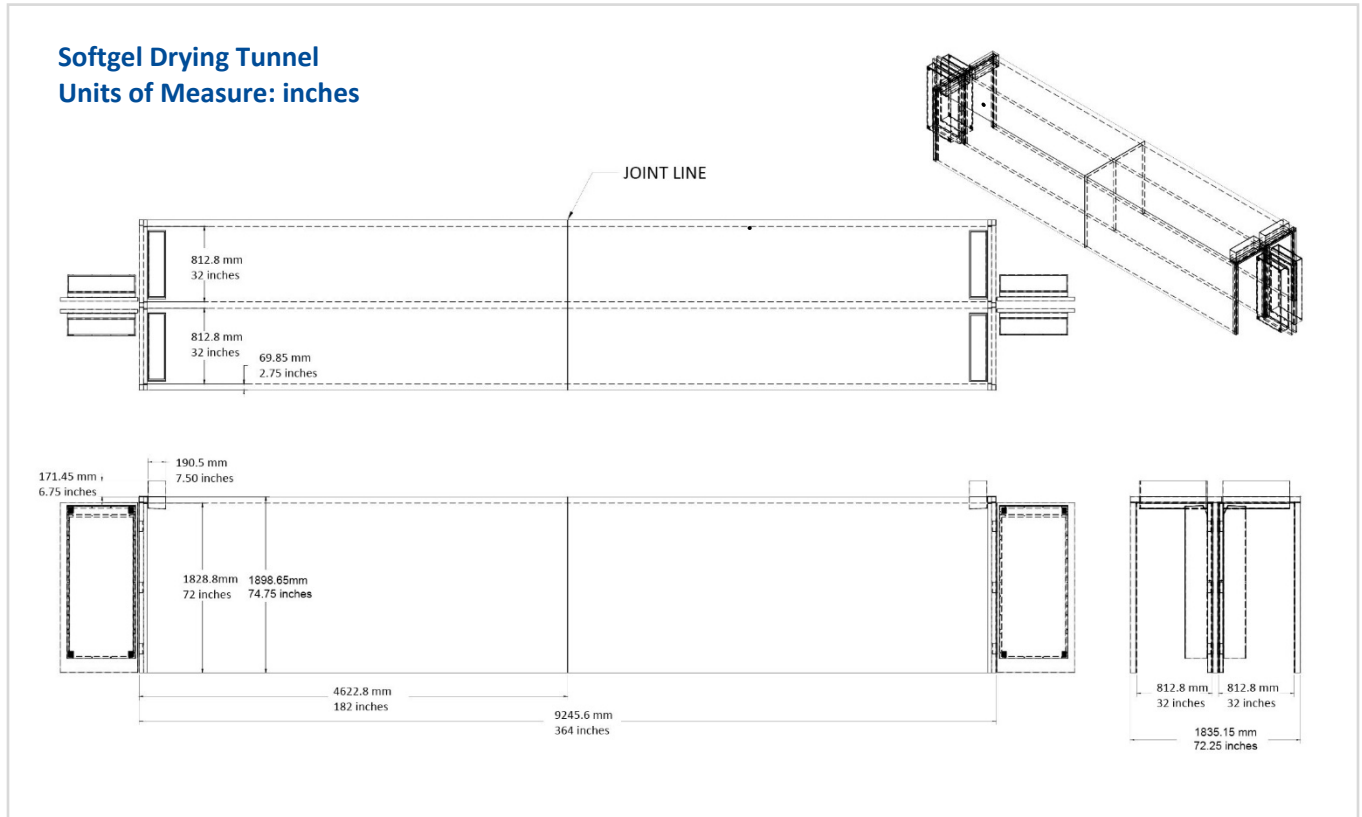 Softgel Drying Tunnel
Units of Measure: inches
JOINT LINE
812.8 mm
32 inches
812.8 mm
32 inches
69.85 mm
2.75 inches
171.45 mm
6.75 inches
190.5 mm
7.50 inches
1828.8mm
72 inches
1898.65mm
74.75 inches
4622.8 mm
182 inches
9245.6 mm
364 inches
812.8 mm
32 inches
812.8 mm
32 inches
1835.15 mm
72.25 inches